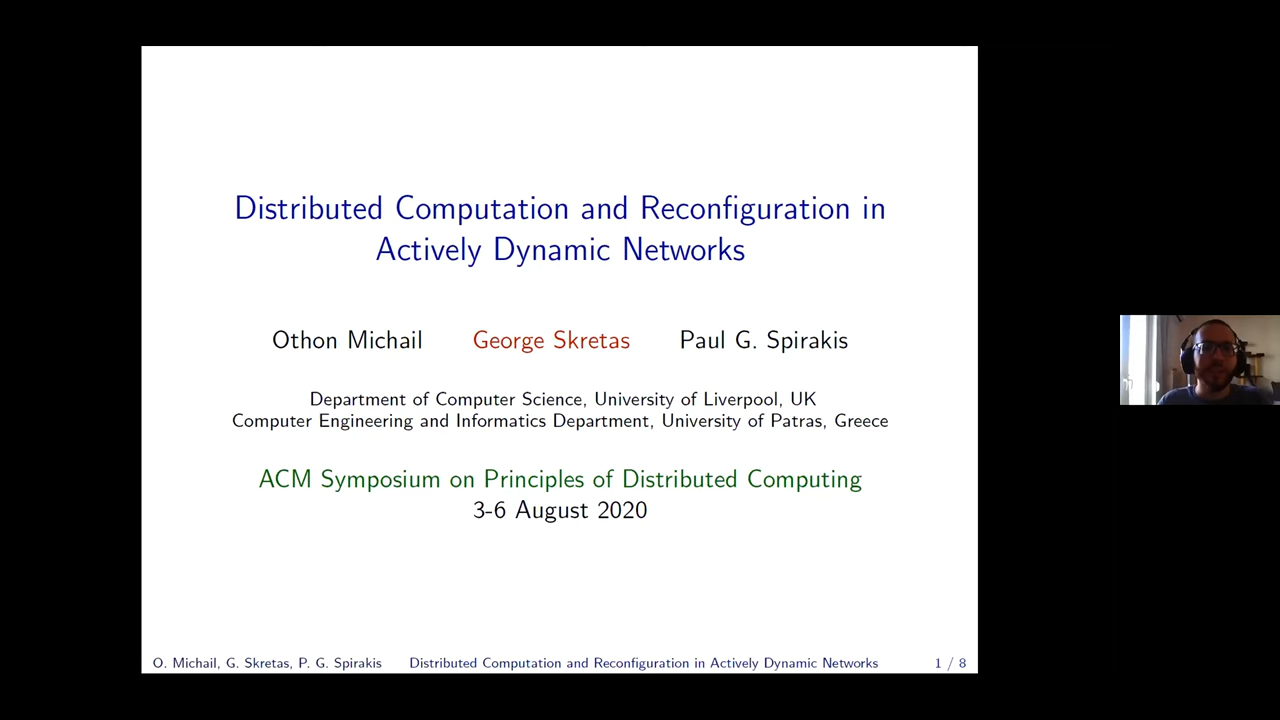 Distributed Computation and Reconfiguration in
Actively Dynamic Networks
Othon Michail George Skretas Paul G. Spirakis
Department of Computer Science, University of Liverpool, UK
Computer Engineering and Informatics Department, University of Patras, Greece
ACM Symposium on Principles of Distributed Computing
3-6 August 2020
O. Michail, G. Skretas, P. G. Spirakis Distributed Computation and Reconfiguration in Actively Dynamic Networks 1 / 8